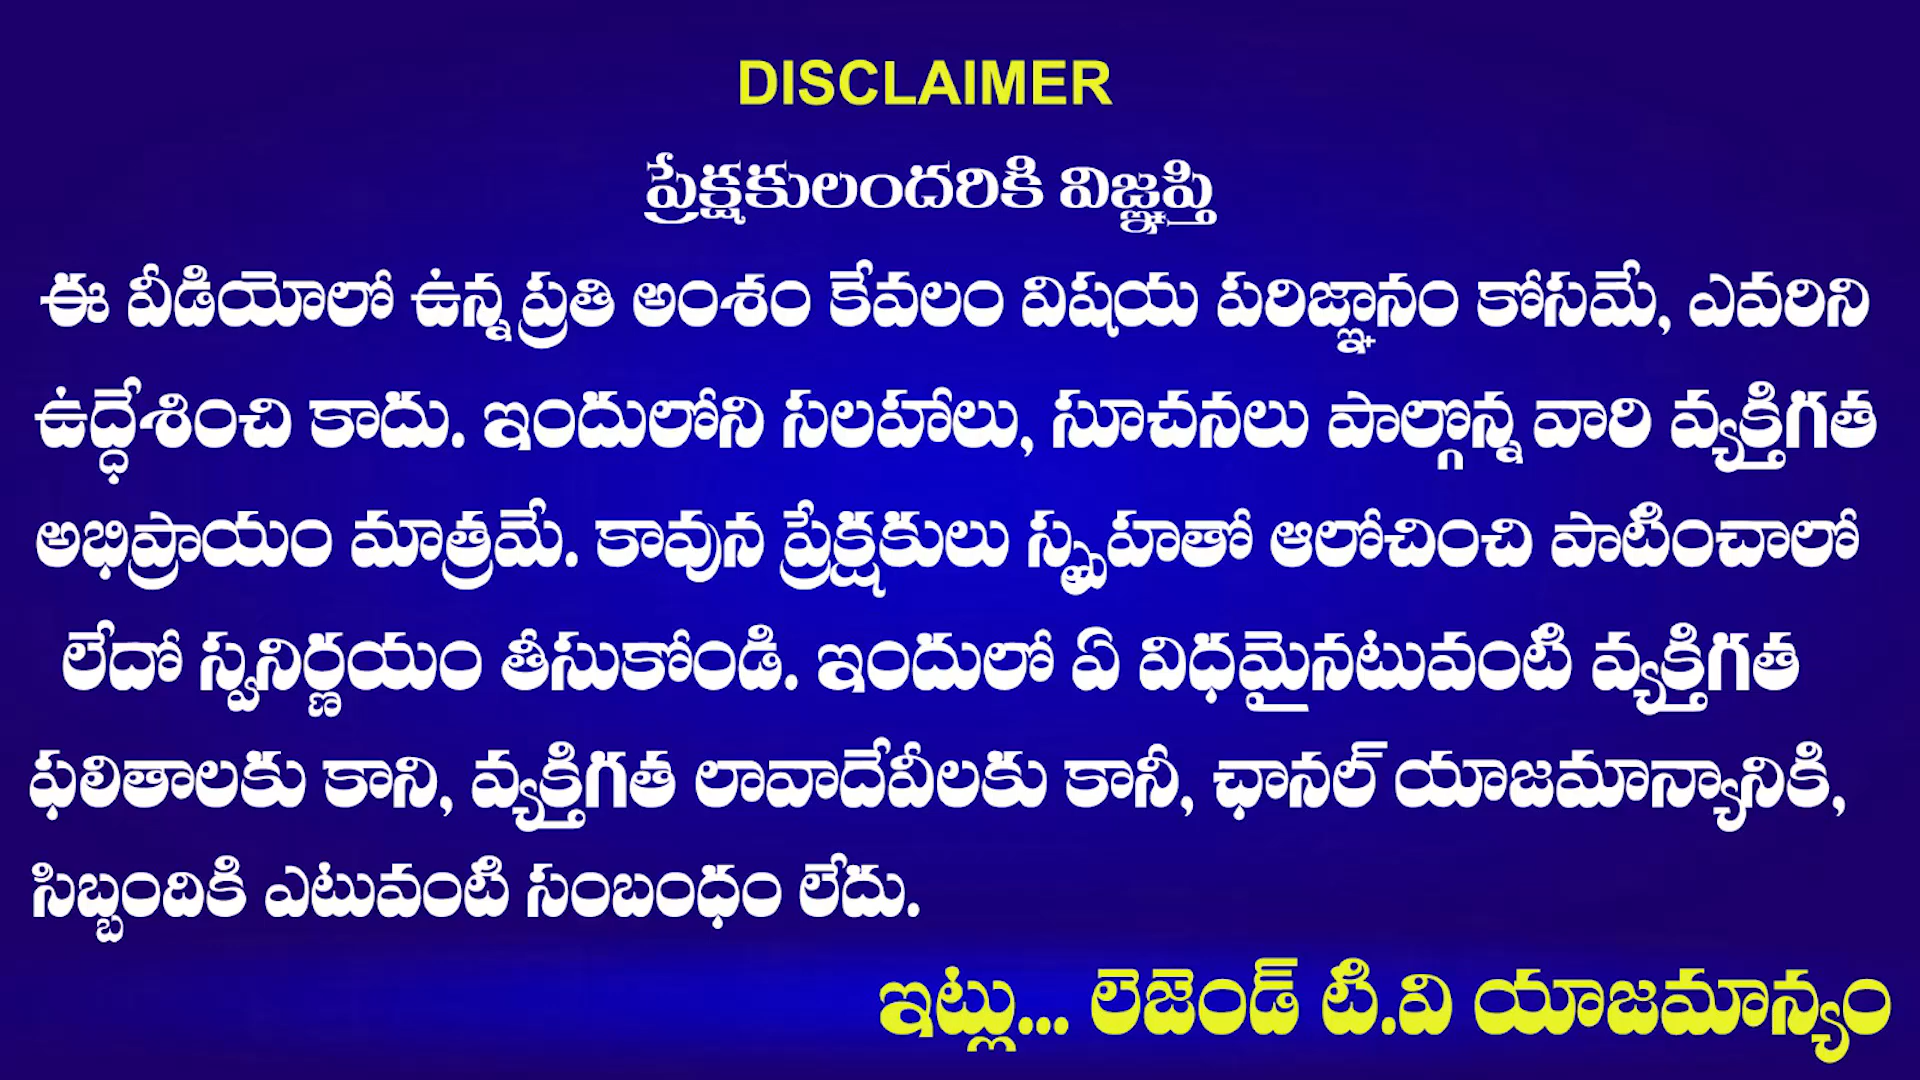 DISCLAIMER
ప్రేక్షకులందరికి విజ్ఞప్తి
ఈ వీడియోలో ఉన్న ప్రతి అంశం కేవలం విషయ పరిజ్ఞానం కోసమే, ఎవరిని
ఉద్ధేశించి కాదు. ఇందులోని సలహాలు, సూచనలు పాల్గొన్న వారి వ్యక్తిగత
అభిప్రాయం మాత్రమే. కావున ప్రేక్షకులు స్పృహతో ఆలోచించి పాటించాలో
లేదో స్వనిర్ణయం తీసుకోండి. ఇందులో ఏ విధమైనటువంటి వ్యక్తిగత
ఫలితాలకు కాని, వ్యక్తిగత లావాదేవీలకు కానీ, ఛానల్ యాజమాన్యానికి,
సిబ్బందికి ఎటువంటి సంబంధం లేదు.
ఇట్లు... లెజెండ్ టి.వి యాజమాన్యం